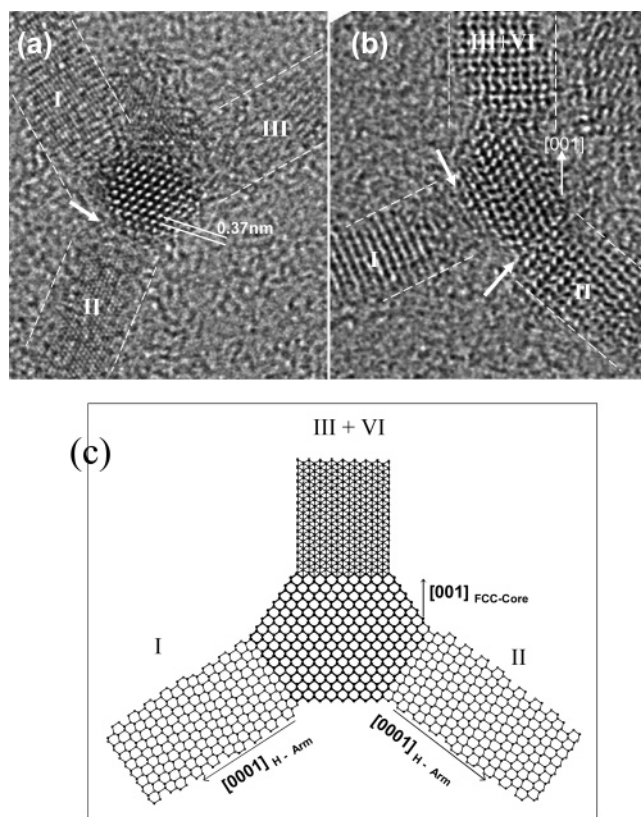 (a)
I
III
0.37nm
II
(b)
III+VI
[001]
I
II
(c)
III + VI
[001] FCC-Core
I
II
[0001] H - Arm
[0001] H - Arm